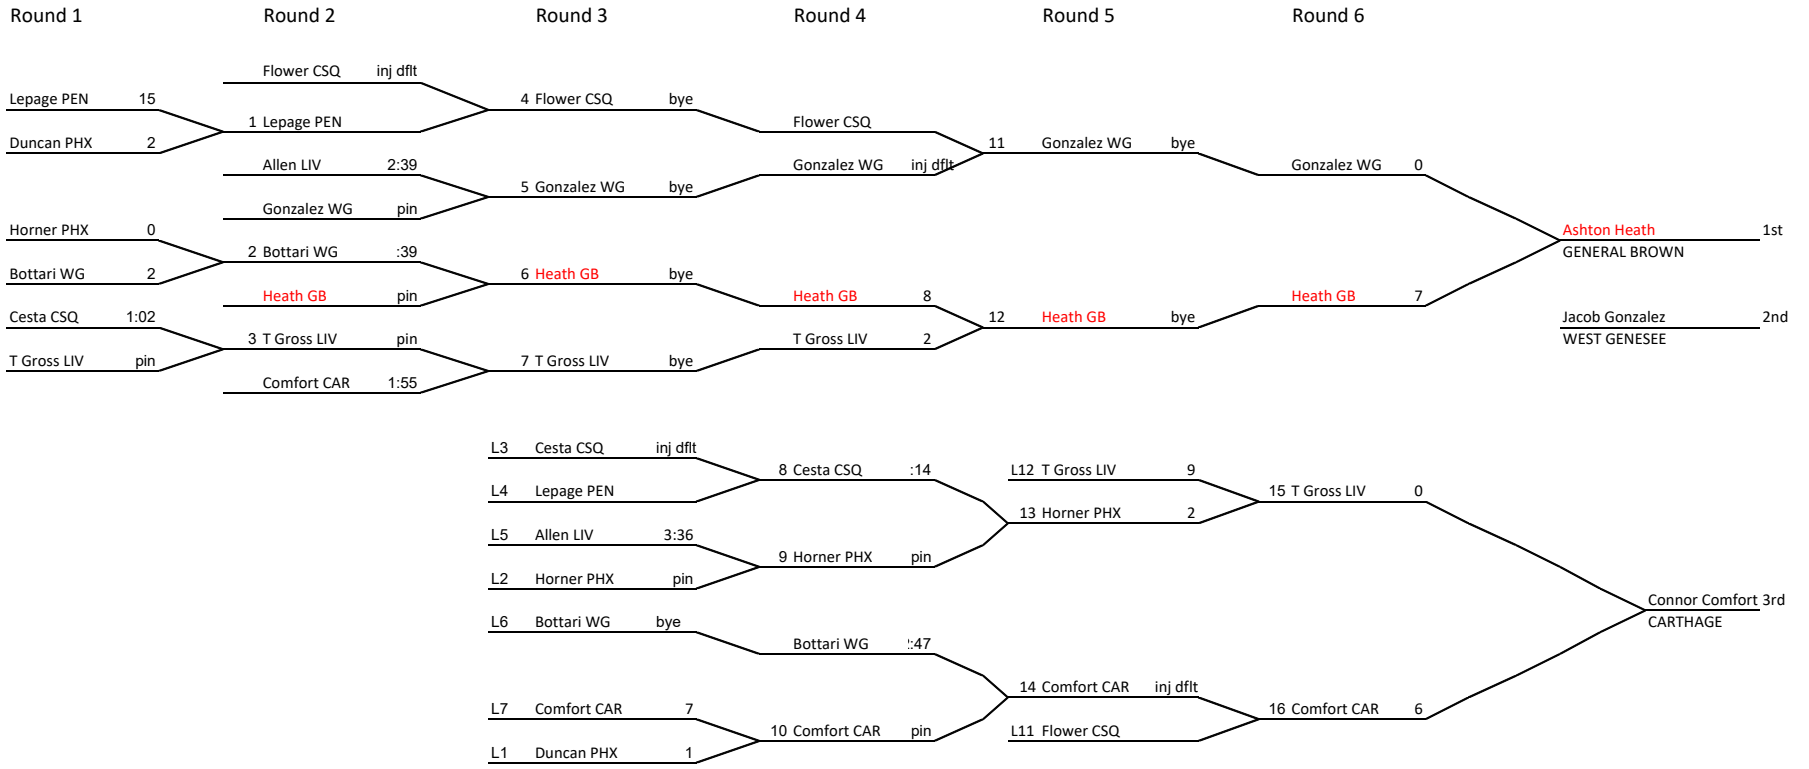 Round 1 Round 2 Round 3 Round 4 Round 5 Round 6
Flower CSQ inj dflt
Lepage PEN 15 4 Flower CSQ bye
1 Lepage PEN Flower CSQ
Duncan PHX 2 11 Gonzalez WG bye
Allen LIV 2:39 Gonzalez WG inj dflt Gonzalez WG 0
5 Gonzalez WG bye
Gonzalez WG pin
Horner PHX 0 Ashton Heath 1st
2 Bottari WG :39 GENERAL BROWN
Bottari WG 2 6 Heath GB bye
Heath GB pin Heath GB 8 Heath GB 7
Cesta CSQ 1:02 12 Heath GB bye Jacob Gonzalez 2nd
3 T Gross LIV pin T Gross LIV 2 WEST GENESEE
T Gross LIV pin 7 T Gross LIV bye
Comfort CAR 1:55
L3 Cesta CSQ inj dflt
8 Cesta CSQ :14 L12 T Gross LIV 9
L4 Lepage PEN 15 T Gross LIV 0
13 Horner PHX 2
L5 Allen LIV 3:36
9 Horner PHX pin
L2 Horner PHX pin
Connor Comfort 3rd
L6 Bottari WG bye CARTHAGE
Bottari WG :47
14 Comfort CAR inj dflt
L7 Comfort CAR 7 16 Comfort CAR 6
10 Comfort CAR pin L11 Flower CSQ
L1 Duncan PHX 1